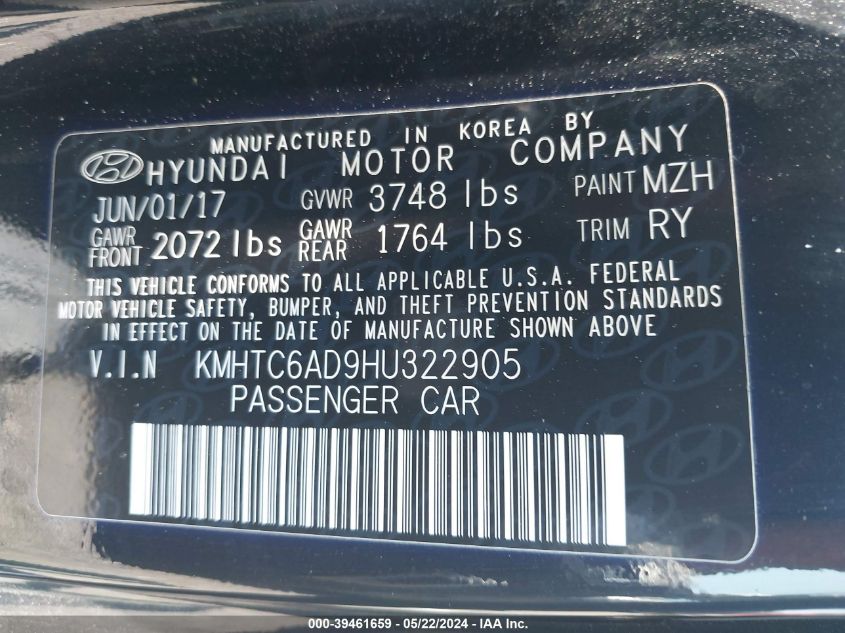 MANUFACTURED IN KOREA BY
HYUNDAI MOTOR COMPANY
JUN/01/17 GVWR 3748 lbs PAINT MZH
GAWR FRONT 2072 lbs GAWR REAR 1764 lbs TRIM RY
THIS VEHICLE CONFORMS TO ALL APPLICABLE U.S.A. FEDERAL
MOTOR VEHICLE SAFETY, BUMPER, AND THEFT PREVENTION STANDARDS
IN EFFECT ON THE DATE OF MANUFACTURE SHOWN ABOVE
V.I.N KMHTC6AD9HU322905
PASSENGER CAR
000-39461659 - 05/22/2024 - IAA Inc.